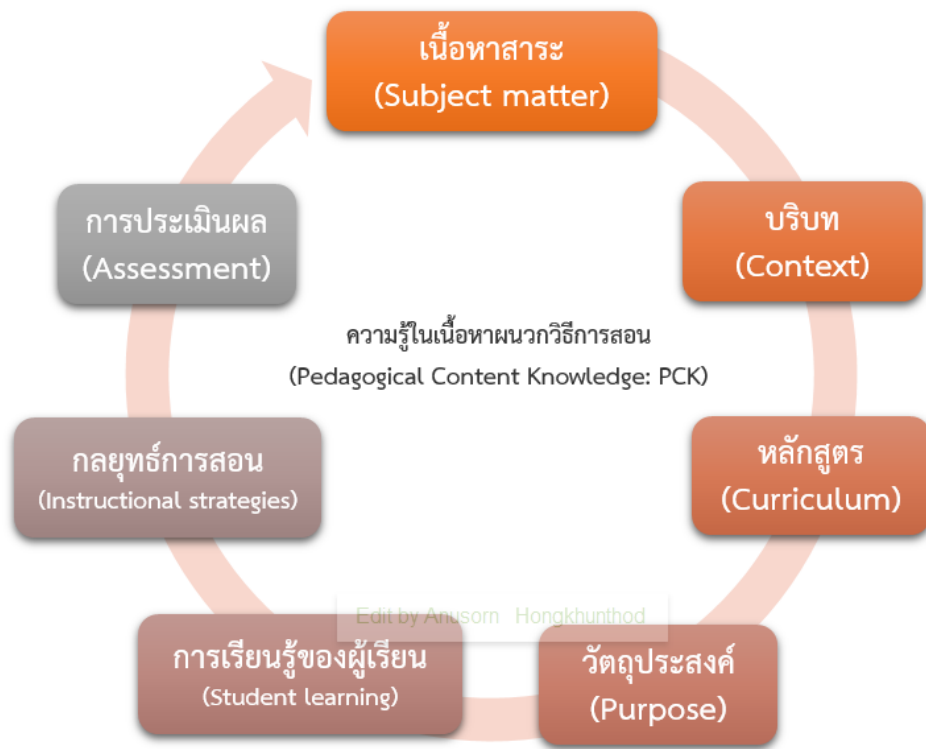 เนื้อหาสาระ
(Subject matter)
บริบท
(Context)
หลักสูตร
(Curriculum)
วัตถุประสงค์
(Purpose)
การเรียนรู้ของผู้เรียน
(Student learning)
กลยุทธ์การสอน
(Instructional strategies)
การประเมินผล
(Assessment)
ความรู้ในเนื้อหาผนวกวิธีการสอน
(Pedagogical Content Knowledge: PCK)
Edit by Anusorn Hongkhunthod